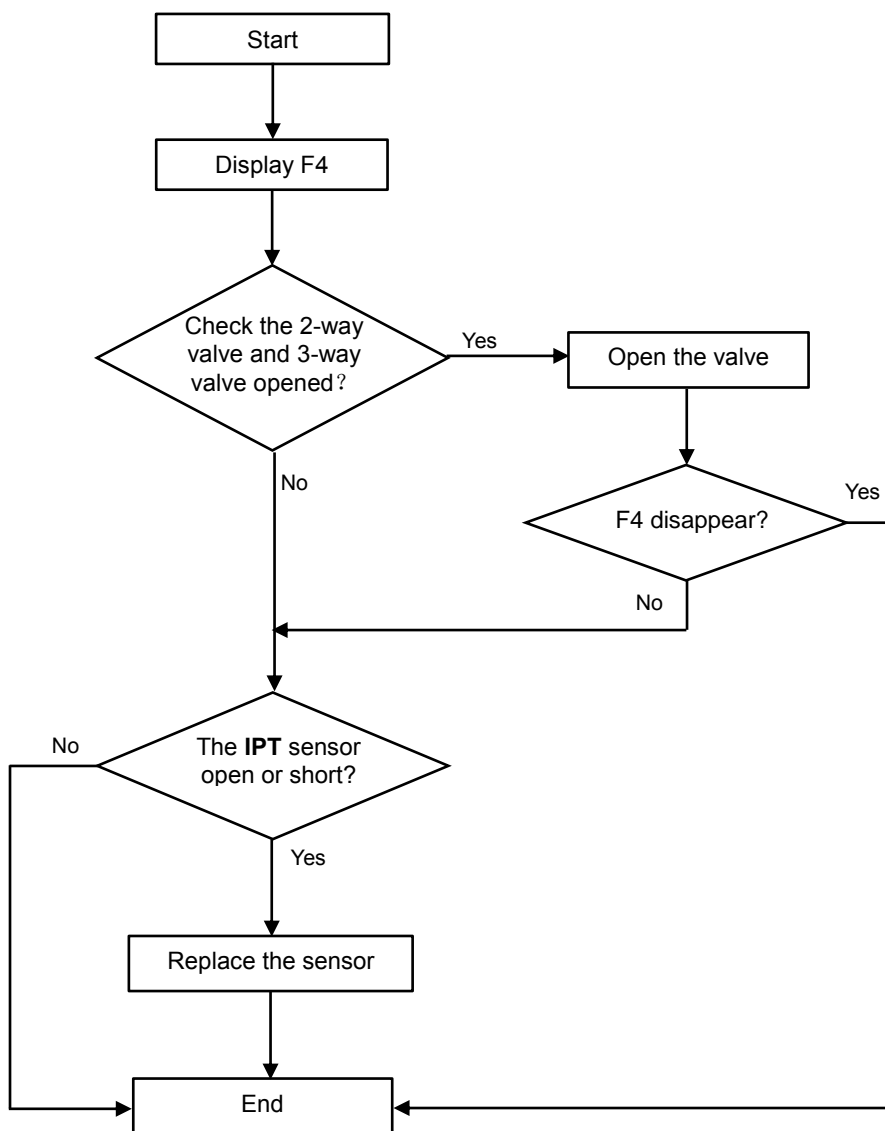 Start
Display F4
Check the 2-way
valve and 3-way
valve opened？
Yes
Open the valve
No
F4 disappear?
Yes
No
The IPT sensor
open or short?
No
Yes
Replace the sensor
End